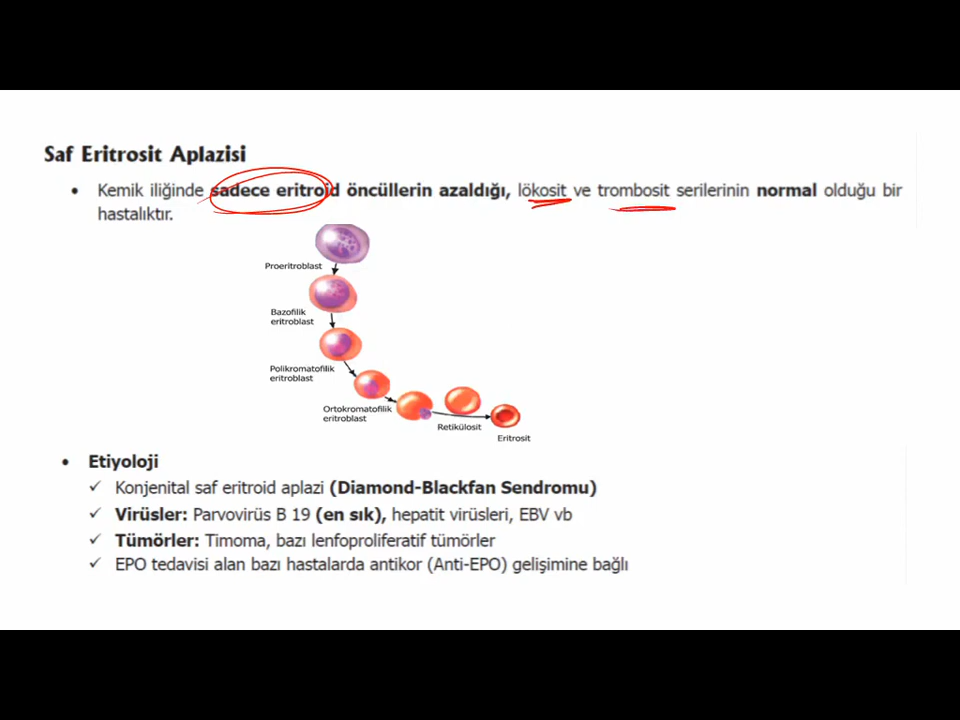 Saf Eritrosit Aplazisi
• Kemik iliğinde sadece eritroid öncüllerin azaldığı, lökosit ve trombosit serilerinin normal olduğu bir
hastalıktır.
Proeritroblast
Bazofilik
eritroblast
Polikromatofilik
eritroblast
Ortokromatofilik
eritroblast
Retikülosit
Eritrosit
• Etiyoloji
✓ Konjenital saf eritroid aplazi (Diamond-Blackfan Sendromu)
✓ Virüsler: Parvovirüs B 19 (en sık), hepatit virüsleri, EBV vb
✓ Tümörler: Timoma, bazı lenfoproliferatif tümörler
✓ EPO tedavisi alan bazı hastalarda antikor (Anti-EPO) gelişimine bağlı